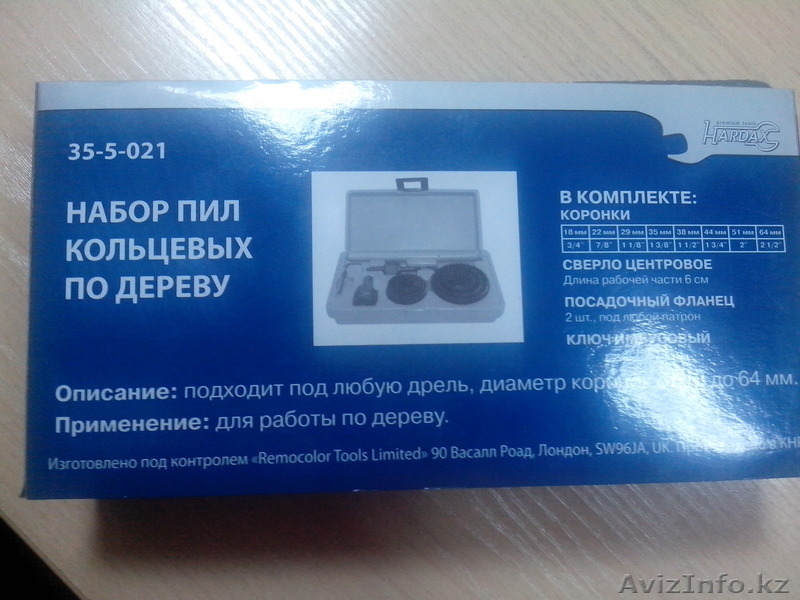 35-5-021
premium tools
HARDAX
НАБОР ПИЛ
КОЛЬЦЕВЫХ
ПО ДЕРЕВУ
В КОМПЛЕКТЕ:
КОРОНКИ
18 мм 22 мм 29 мм 35 мм 38 мм 44 мм 51 мм 64 мм
3/4" 7/8" 1 1/8" 1 3/8" 1 1/2" 1 3/4" 2" 2 1/2"
СВЕРЛО ЦЕНТРОВОЕ
Длина рабочей части 6 см
ПОСАДОЧНЫЙ ФЛАНЕЦ
2 шт., под любой патрон
КЛЮЧ ИМБУСОВЫЙ
Описание: подходит под любую дрель, диаметр до 64 мм.
Применение: для работы по дереву.
Изготовлено под контролем «Remocolor Tools Limited» 90 Васалл Роад, Лондон, SW96JA, UK.
AvizInfo.kz